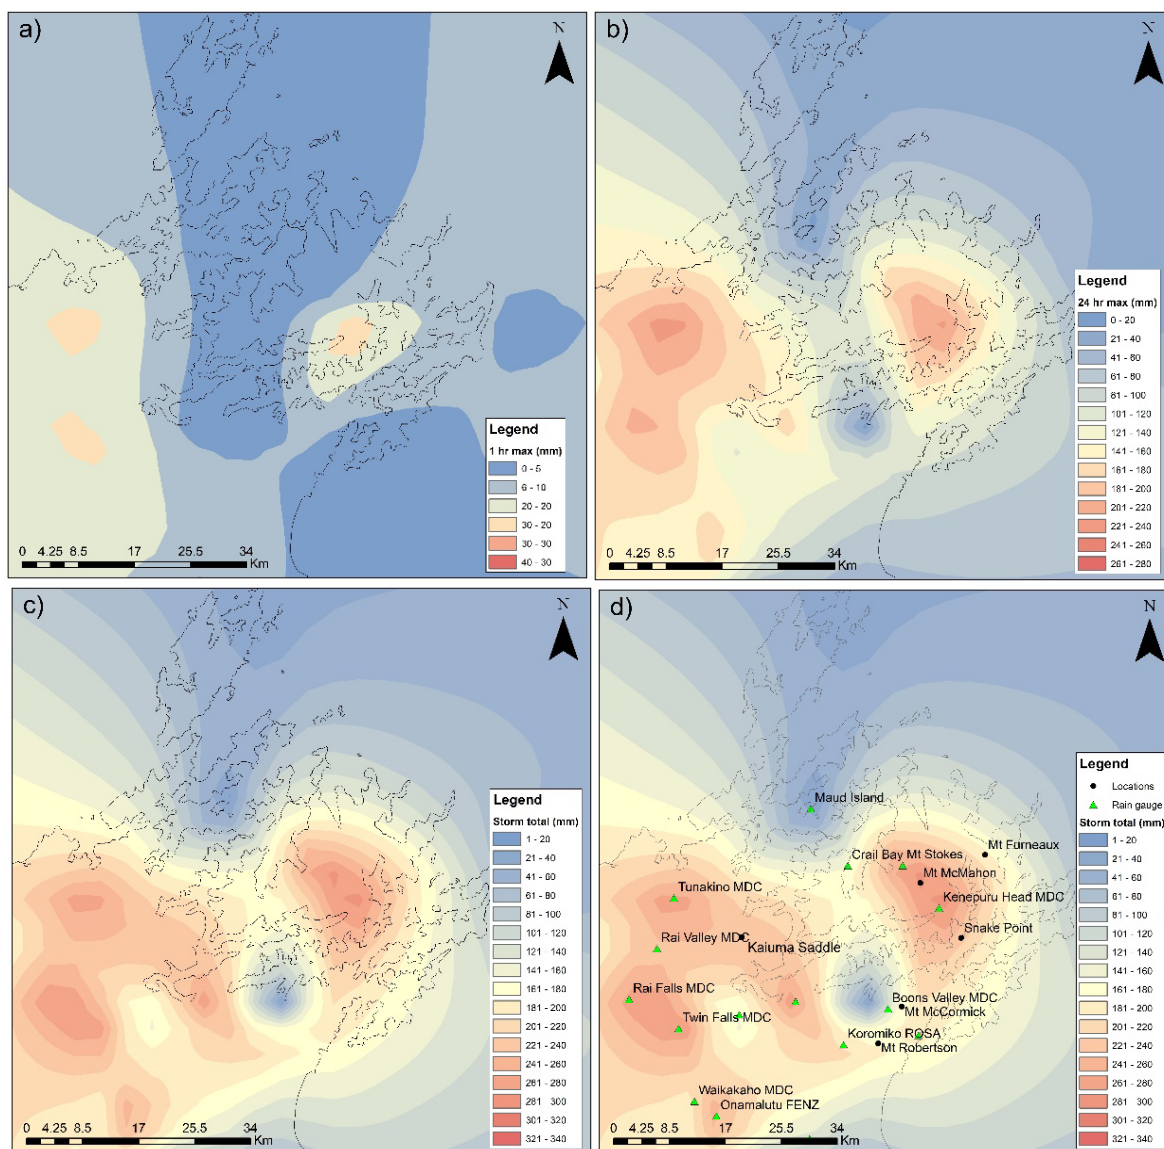 a)
N
Legend
1 hr max (mm)
0 - 5
6 - 10
20 - 20
30 - 20
30 - 30
40 - 30
0 4.25 8.5 17 25.5 34
Km
b)
N
Legend
24 hr max (mm)
0 - 20
21 - 40
41 - 60
61 - 80
81 - 100
101 - 120
121 - 140
141 - 160
161 - 180
181 - 200
201 - 220
221 - 240
241 - 260
261 - 280
0 4.25 8.5 17 25.5 34
Km
c)
N
Legend
Storm total (mm)
1 - 20
21 - 40
41 - 60
61 - 80
81 - 100
101 - 120
121 - 140
141 - 160
161 - 180
181 - 200
201 - 220
221 - 240
241 - 260
281 - 280
281 300
301 - 320
321 - 340
0 4.25 8.5 17 25.5 34
Km
d)
N
Maud Island
Crail Bay Mt Stokes
Mt Furneaux
Mt McMahon
Tunakino MDC
Kenepuru Head MDC
Rai Valley MDC
Kaiuma Saddle
Snake Point
Rai Falls MDC
Boons Valley MDC
Mt McCormick
Twin Falls MDC
Koromiko ROSA
Mt Robertson
Waikakaho MDC
Onamalutu FENZ
Legend
Locations
Rain gauge
Storm total (mm)
1 - 20
21 - 40
41 - 60
61 - 80
81 - 100
101 - 120
121 - 140
141 - 160
161 - 180
181 - 200
201 - 220
221 - 240
241 - 260
261 - 280
281 300
301 - 320
321 - 340
0 4.25 8.5 17 25.5 34
Km